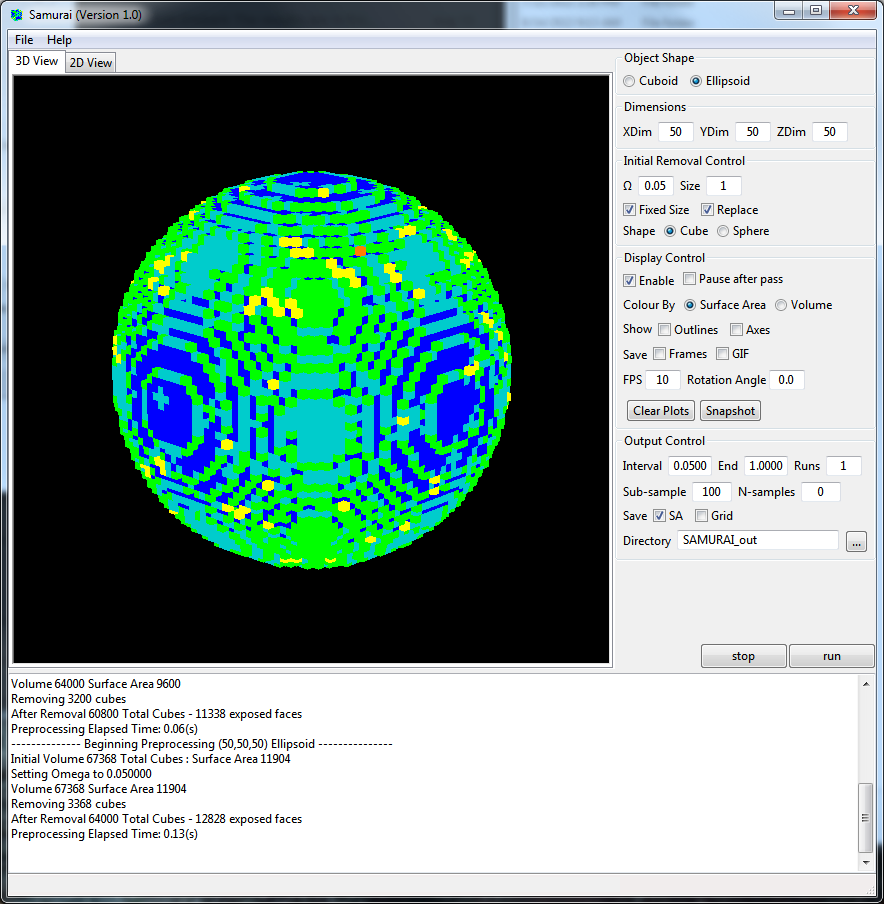 Samurai (Version 1.0)
File Help
3D View 2D View
Object Shape
Cuboid Ellipsoid
Dimensions
XDim 50 YDim 50 ZDim 50
Initial Removal Control
Ω 0.05 Size 1
Fixed Size Replace
Shape Cube Sphere
Display Control
Enable Pause after pass
Colour By Surface Area Volume
Show Outlines Axes
Save Frames GIF
FPS 10 Rotation Angle 0.0
Clear Plots Snapshot
Output Control
Interval 0.0500 End 1.0000 Runs 1
Sub-sample 100 N-samples 0
Save SA Grid
Directory SAMURAI_out ...
stop run
Volume 64000 Surface Area 9600
Removing 3200 cubes
After Removal 60800 Total Cubes - 11338 exposed faces
Preprocessing Elapsed Time: 0.06(s)
-------------- Beginning Preprocessing (50,50,50) Ellipsoid ---------------
Initial Volume 67368 Total Cubes : Surface Area 11904
Setting Omega to 0.050000
Volume 67368 Surface Area 11904
Removing 3368 cubes
After Removal 64000 Total Cubes - 12828 exposed faces
Preprocessing Elapsed Time: 0.13(s)